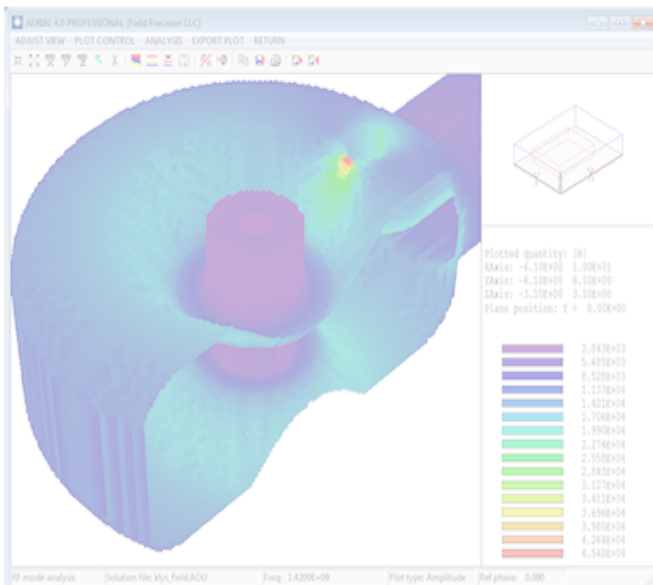 AERIAL 4.0 PROFESSIONAL (Field Precision LLC)
ADJUST VIEW PLOT CONTROL ANALYSIS EXPORT PLOT RETURN
Y X
Plotted quantity: |B|
XAxis: -6.10E+00 1.00E+01
YAxis: -6.10E+00 6.10E+00
ZAxis: -3.10E+00 3.10E+00
Plane position: Y = 0.00E+00
2.843E+03
5.685E+03
8.528E+03
1.137E+04
1.421E+04
1.706E+04
1.990E+04
2.274E+04
2.558E+04
2.843E+04
3.127E+04
3.411E+04
3.696E+04
3.980E+04
4.264E+04
4.548E+04
RF mode analysis Solution file: klys_field.AOU Freq: 1.4209E+09 Plot type: Amplitude Ref phase: 0.000